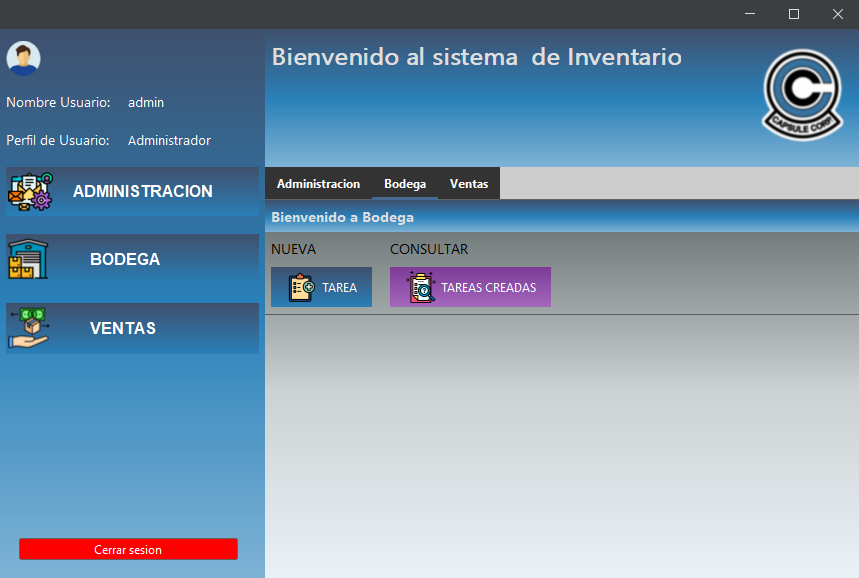 Bienvenido al sistema de Inventario
CAPSULE CORP.
Nombre Usuario: admin
Perfil de Usuario: Administrador
ADMINISTRACION
BODEGA
VENTAS
Cerrar sesion
Administracion Bodega Ventas
Bienvenido a Bodega
NUEVA CONSULTAR
TAREA TAREAS CREADAS